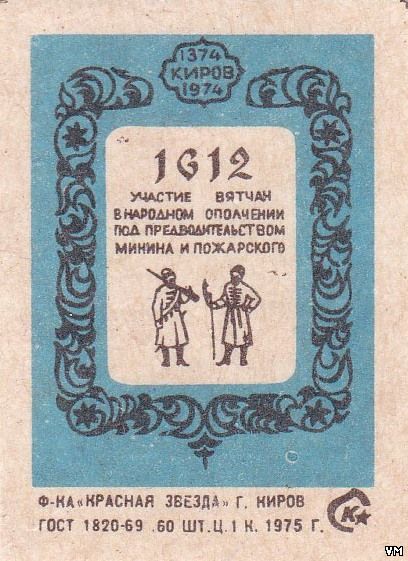 1374
КИРОВ
1974
1612
УЧАСТИЕ ВЯТЧАН
В НАРОДНОМ ОПОЛЧЕНИИ
ПОД ПРЕДВОДИТЕЛЬСТВОМ
МИНИНА И ПОЖАРСКОГО
Ф-КА «КРАСНАЯ ЗВЕЗДА» Г. КИРОВ
ГОСТ 1820-69 .60 ШТ.Ц.1 К. 1975 Г.
К
VM